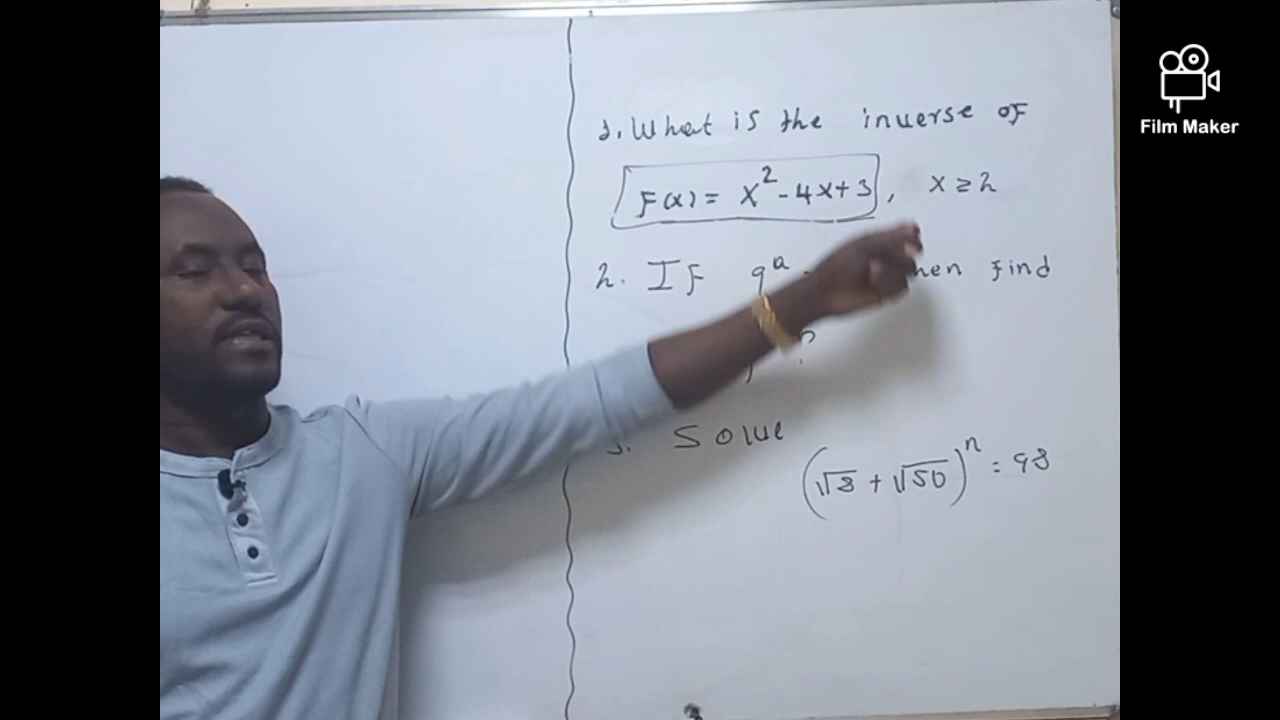 1. What is the inverse of
F(x) = x² - 4x + 3, x ≥ 2
2. If 9ᵃ then find
?
3. Solve
(√8 + √50)ⁿ = 98
Film Maker